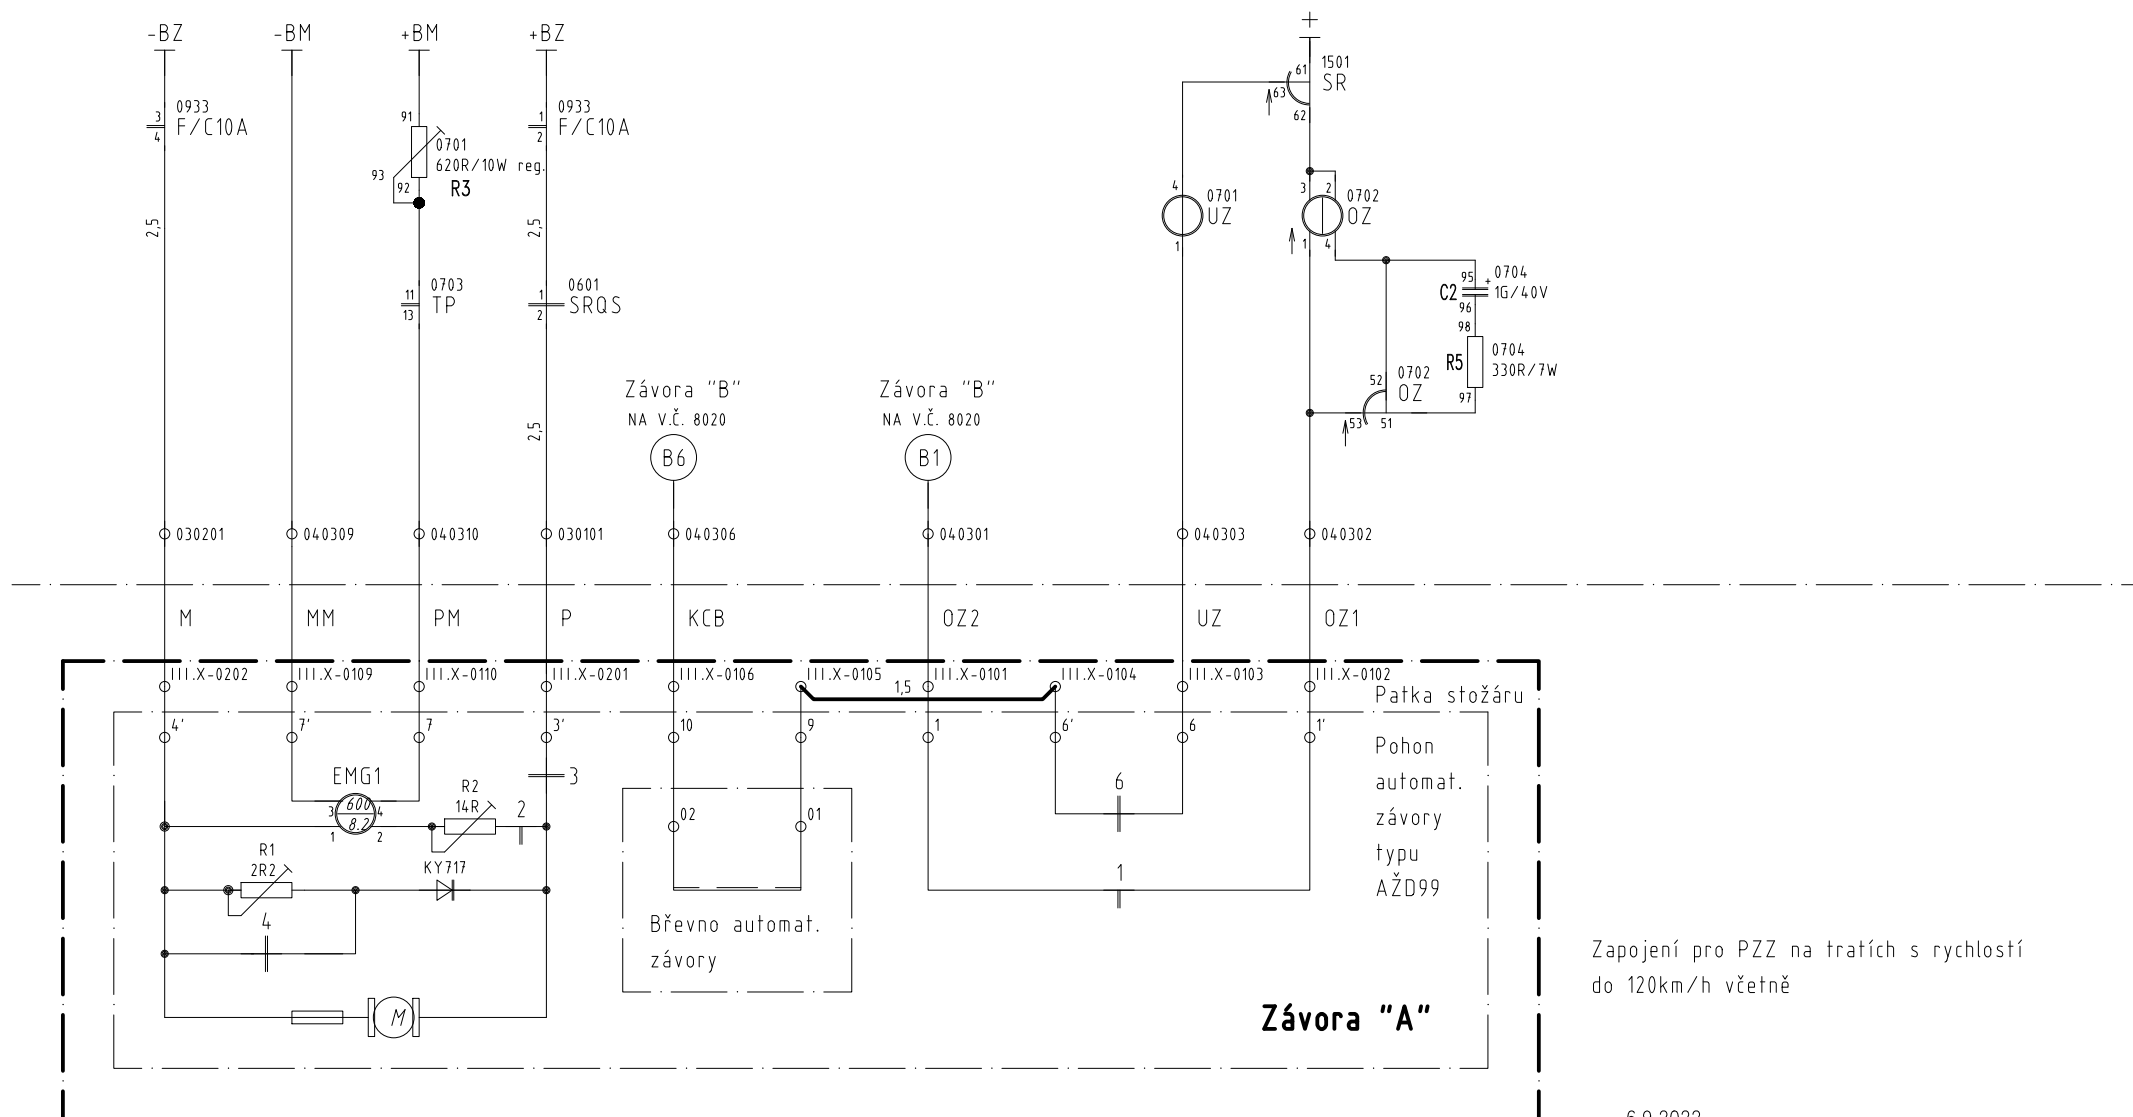 -BZ
-BM
+BM
+BZ
+
3
4
0933
F/C10A
91
0701
620R/10W reg.
93
92
R3
1
2
0933
F/C10A
61
1501
SR
63
62
4
0701
UZ
1
3
2
0702
OZ
1
4
2,5
2,5
11
13
0703
TP
1
2
0601
SRQS
95
+
0704
1G/40V
C2
96
98
R5
0704
330R/7W
97
52
0702
OZ
53
51
2,5
Závora "B"
NA V.Č. 8020
B6
Závora "B"
NA V.Č. 8020
B1
030201
040309
040310
030101
040306
040301
040303
040302
M
MM
PM
P
KCB
OZ2
UZ
OZ1
III.X-0202
III.X-0109
III.X-0110
III.X-0201
III.X-0106
III.X-0105
1,5
III.X-0101
III.X-0104
III.X-0103
III.X-0102
Patka stožáru
4'
7'
7
3'
10
9
1
6'
6
1'
Pohon
automat.
závory
typu
AŽD99
EMG1
3
600
4
1
8.2
2
R2
14R
2
3
R1
2R2
KY717
4
M
02
01
Břevno automat.
závory
6
1
Závora "A"
Zapojení pro PZZ na tratích s rychlostí
do 120km/h včetně
6.9.2022